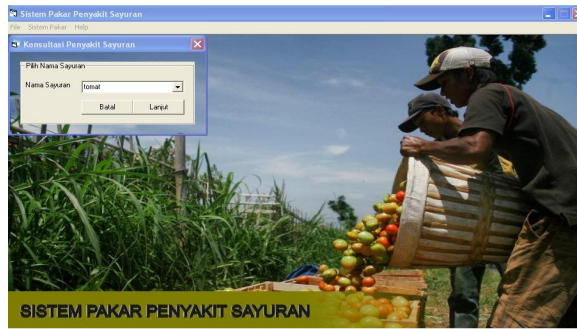 Sistem Pakar Penyakit Sayuran
File Sistem Pakar Help
Konsultasi Penyakit Sayuran
Pilih Nama Sayuran
Nama Sayuran tomat
Batal Lanjut
SISTEM PAKAR PENYAKIT SAYURAN